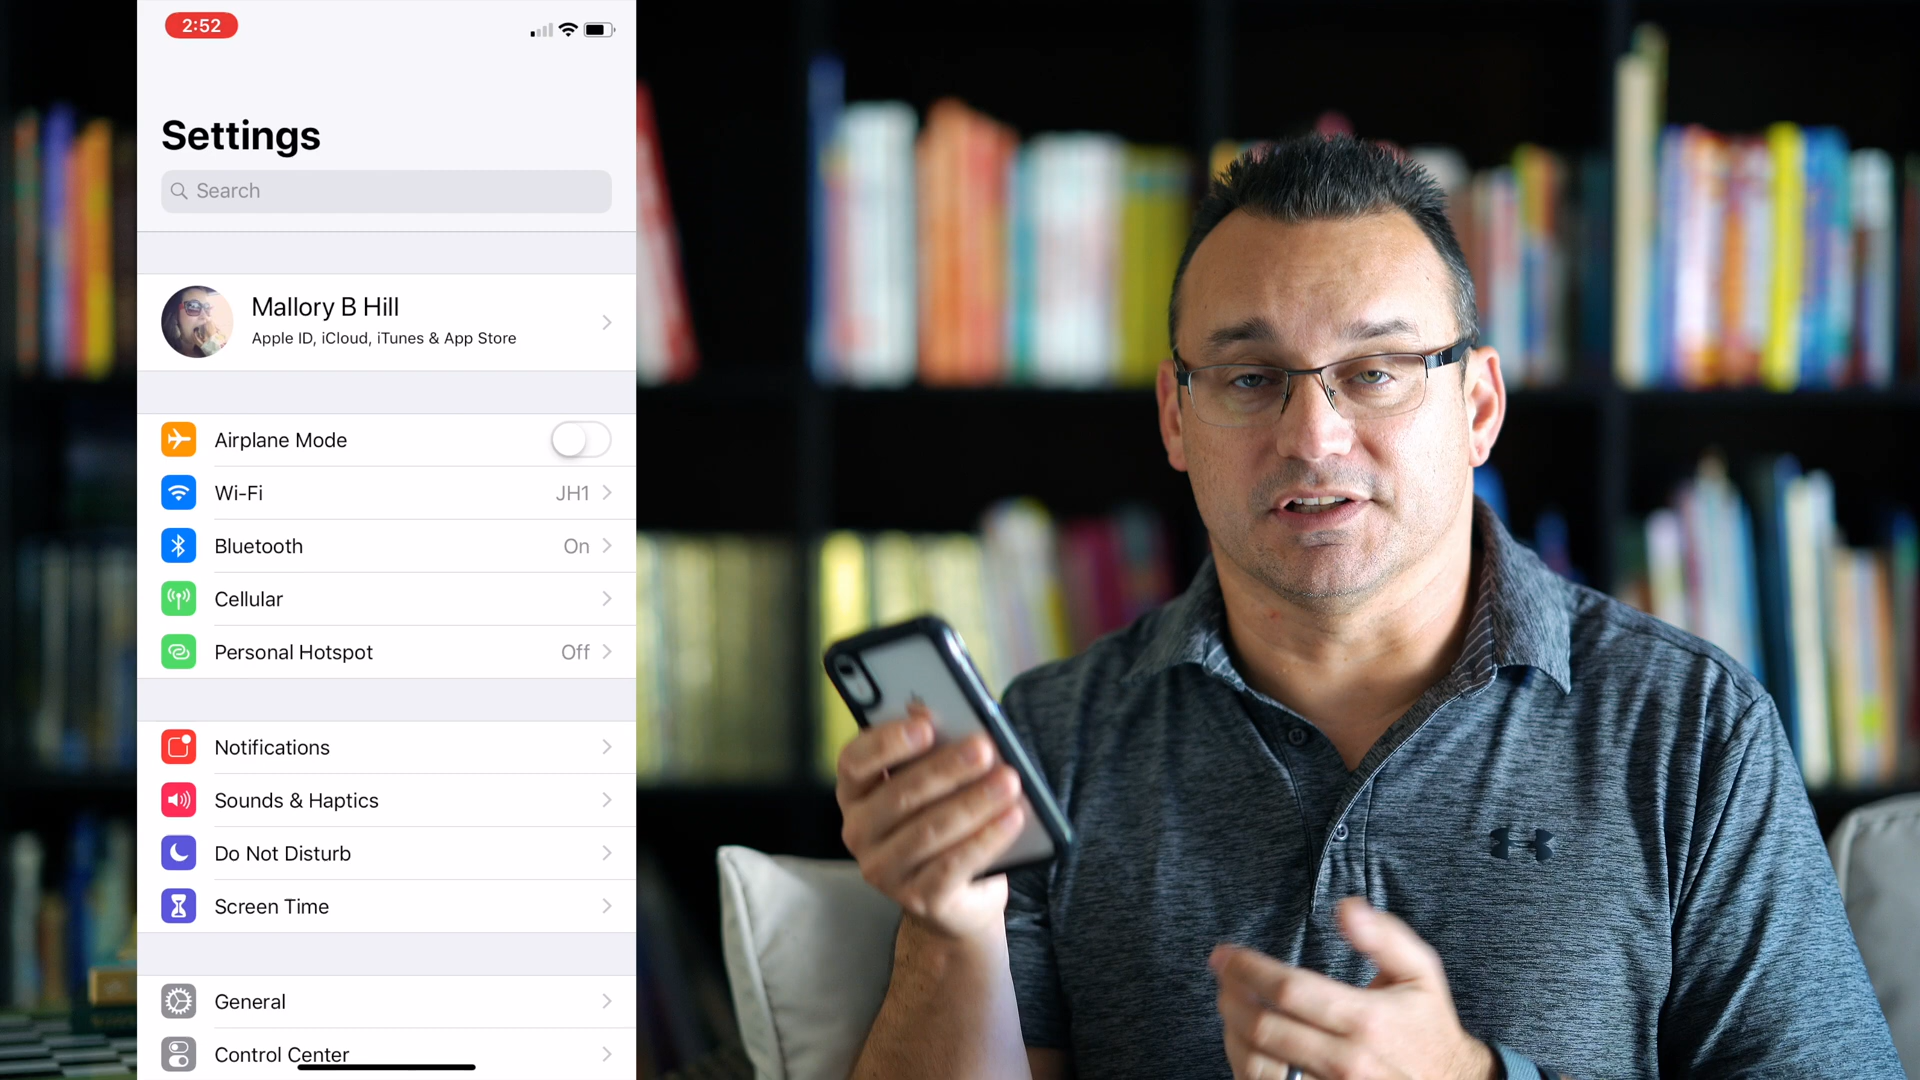 2:52
Settings
Search
Mallory B Hill
Apple ID, iCloud, iTunes & App Store
Airplane Mode
Wi-Fi JH1
Bluetooth On
Cellular
Personal Hotspot Off
Notifications
Sounds & Haptics
Do Not Disturb
Screen Time
General
Control Center